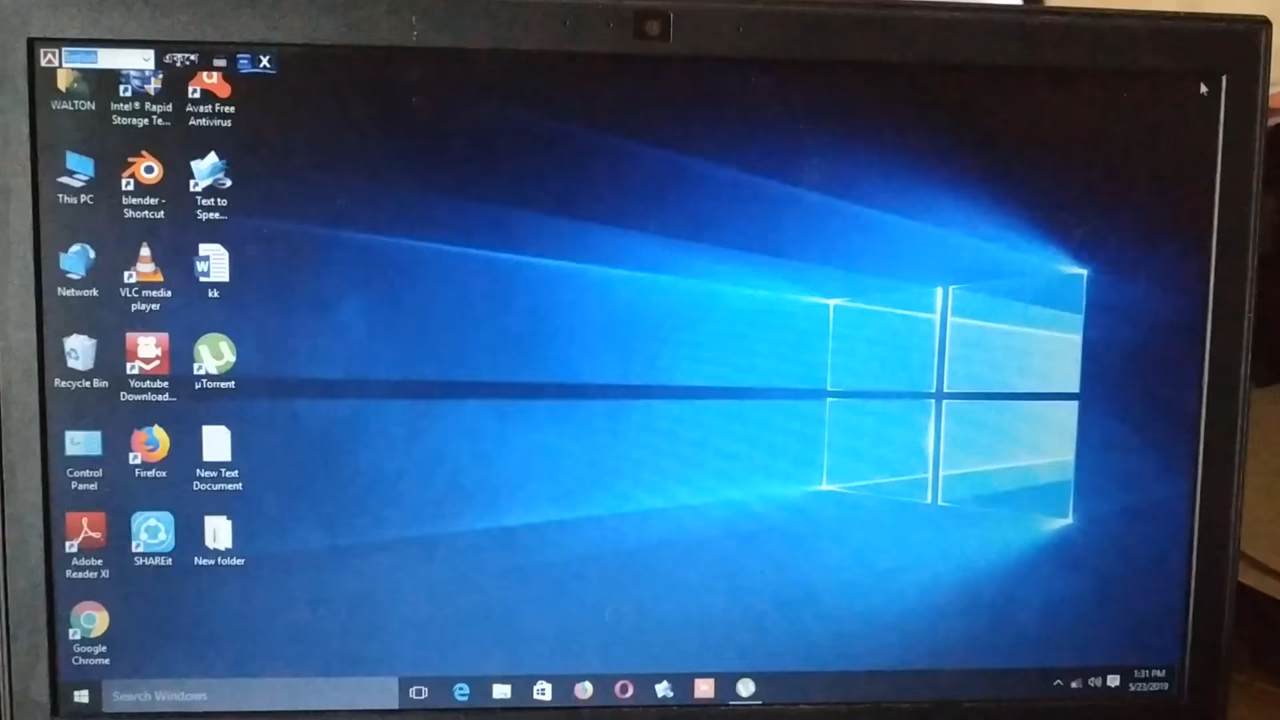 English
একুশে
WALTON
Intel® Rapid
Storage Te...
Avast Free
Antivirus
This PC
blender -
Shortcut
Text to
Spee...
Network
VLC media
player
W
kk
Recycle Bin
Youtube
Download...
µ
µTorrent
Control
Panel
Firefox
New Text
Document
Adobe
Reader XI
SHAREit
New folder
Google
Chrome
Search Windows
1:31 PM
5/23/2019